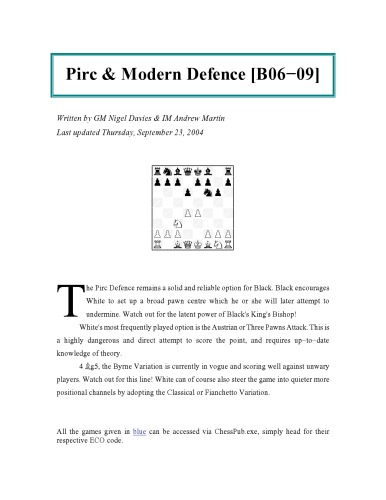 Pirc & Modern Defence [B06−09]
Written by GM Nigel Davies & IM Andrew Martin
Last updated Thursday, September 23, 2004
The Pirc Defence remains a solid and reliable option for Black. Black encourages
White to set up a broad pawn centre which he or she will later attempt to
undermine. Watch out for the latent power of Black's King's Bishop!
White's most frequently played option is the Austrian or Three Pawns Attack. This is
a highly dangerous and direct attempt to score the point, and requires up−to−date
knowledge of theory.
4 ♗g5, the Byrne Variation is currently in vogue and scoring well against unwary
players. Watch out for this line! White can of course also steer the game into quieter more
positional channels by adopting the Classical or Fianchetto Variation.
All the games given in blue can be accessed via ChessPub.exe, simply head for their
respective ECO code.